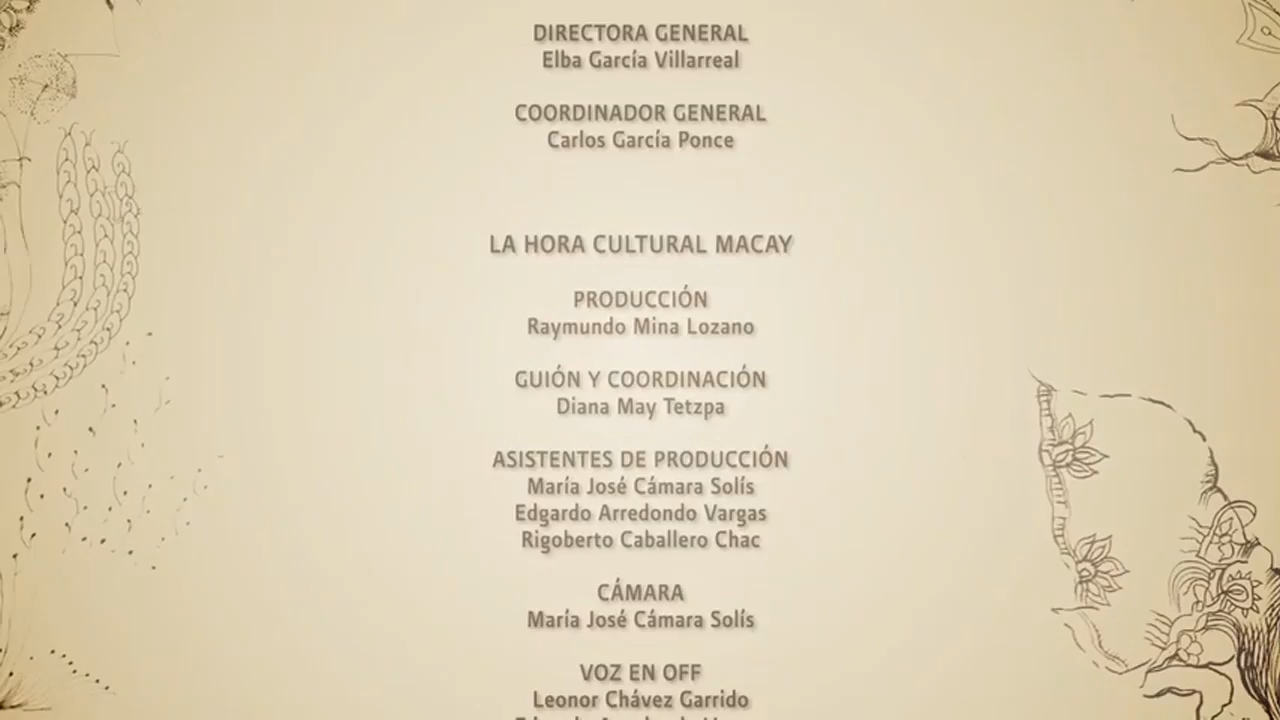 DIRECTORA GENERAL
Elba García Villarreal
COORDINADOR GENERAL
Carlos García Ponce
LA HORA CULTURAL MACAY
PRODUCCIÓN
Raymundo Mina Lozano
GUIÓN Y COORDINACIÓN
Diana May Tetzpa
ASISTENTES DE PRODUCCIÓN
María José Cámara Solís
Edgardo Arredondo Vargas
Rigoberto Caballero Chac
CÁMARA
María José Cámara Solís
VOZ EN OFF
Leonor Chávez Garrido